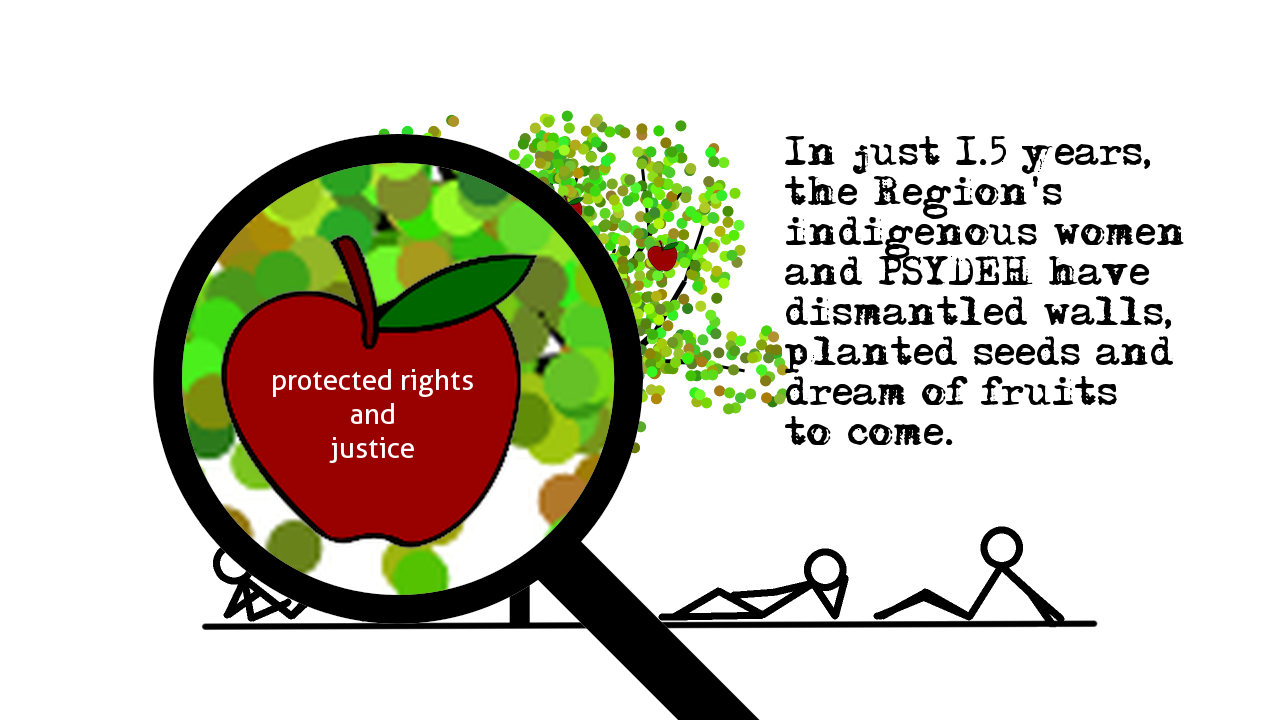 protected rights
and
justice
In just 1.5 years,
the Region's
indigenous women
and PSYDEH have
dismantled walls,
planted seeds and
dream of fruits
to come.